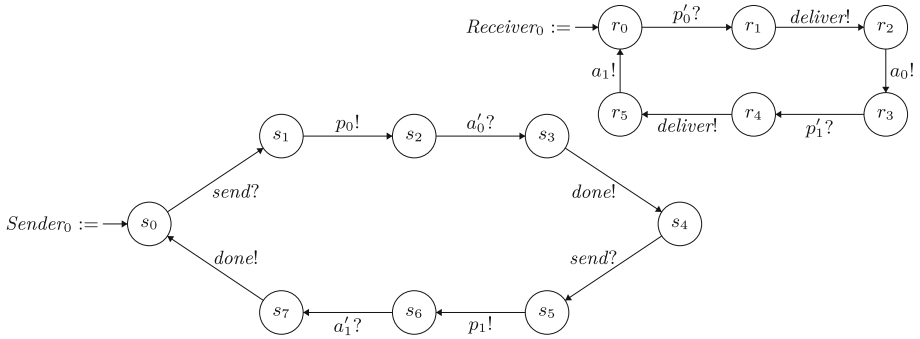 Receiver₀ := r₀ p′₀? r₁ deliver! r₂
a₁! a₀!
r₅ deliver! r₄ p′₁? r₃
s₁ p₀! s₂ a′₀? s₃
send? done!
Sender₀ := s₀ s₄
done! send?
s₇ a′₁? s₆ p₁! s₅